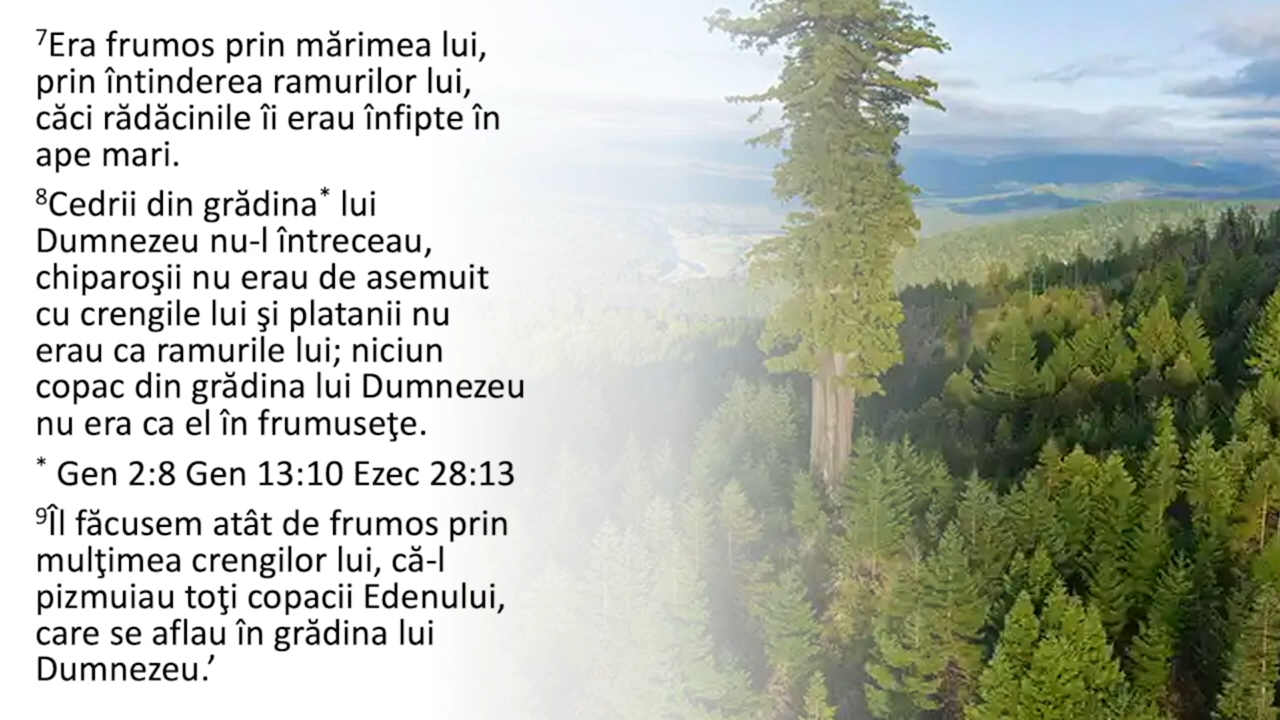 ⁷Era frumos prin mărimea lui,
prin întinderea ramurilor lui,
căci rădăcinile îi erau înfipte în
ape mari.
⁸Cedrii din grădina* lui
Dumnezeu nu-l întreceau,
chiparoşii nu erau de asemuit
cu crengile lui şi platanii nu
erau ca ramurile lui; niciun
copac din grădina lui Dumnezeu
nu era ca el în frumuseţe.
* Gen 2:8 Gen 13:10 Ezec 28:13
⁹Îl făcusem atât de frumos prin
mulţimea crengilor lui, că-l
pizmuiau toţi copacii Edenului,
care se aflau în grădina lui
Dumnezeu.’